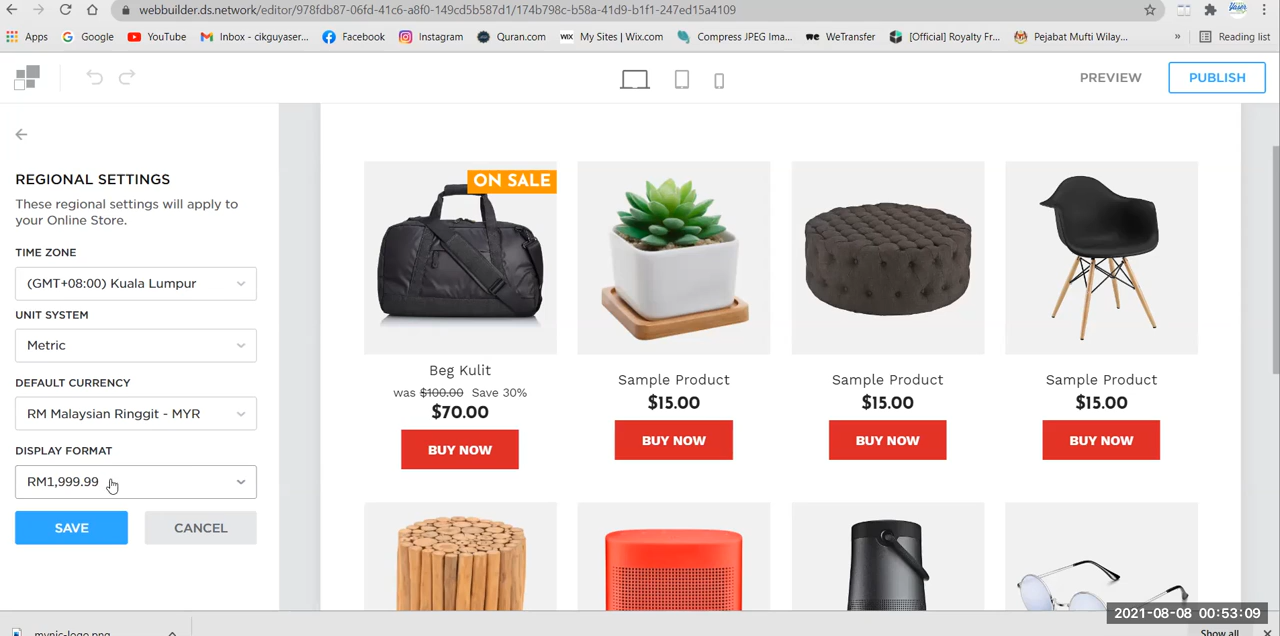 webbuilder.ds.network/editor/978fdb87-06fd-41c6-a8f0-149cd5b587d1/174b798c-b58a-41d9-b1f1-247ed15a4109
Apps Google YouTube Inbox - cikguyaser... Facebook Instagram Quran.com WIX My Sites | Wix.com Compress JPEG Ima... we WeTransfer [Official] Royalty Fr... Pejabat Mufti Wilay... » Reading list
PREVIEW PUBLISH
REGIONAL SETTINGS
These regional settings will apply to
your Online Store.
TIME ZONE
(GMT+08:00) Kuala Lumpur
UNIT SYSTEM
Metric
DEFAULT CURRENCY
RM Malaysian Ringgit - MYR
DISPLAY FORMAT
RM1,999.99
SAVE CANCEL
ON SALE
Beg Kulit
was $100.00 Save 30%
$70.00
BUY NOW
Sample Product
$15.00
BUY NOW
Sample Product
$15.00
BUY NOW
Sample Product
$15.00
BUY NOW
2021-08-08 00:53:09
mynic-logo.png
Show all